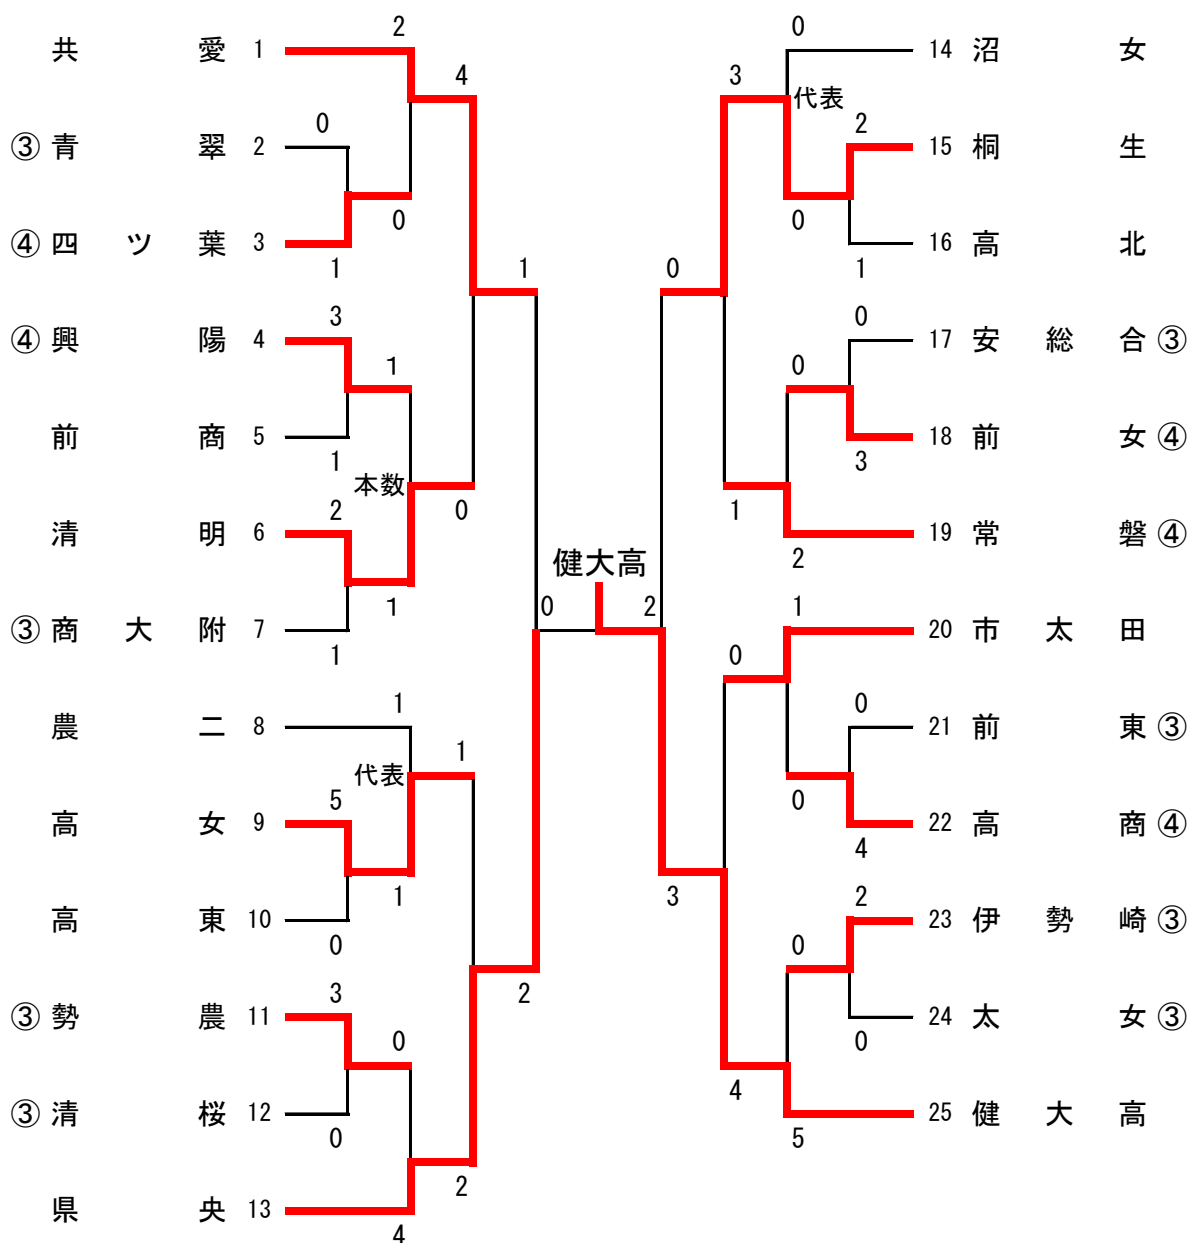 2
0
共愛 1
14 沼女
4
3
代表
0
2
③ 青翠 2
15 桐生
0
0
④ 四ツ葉 3
16 高北
1
1
1
0
3
0
④ 興陽 4
17 安総合 ③
1
0
前商 5
18 前女 ④
1
3
本数
2
0
1
清明 6
19 常磐 ④
2
健大高
1
0
2
1
③ 商大附 7
20 市太田
1
0
1
0
農二 8
21 前東 ③
1
代表
5
0
高女 9
22 高商 ④
4
1
3
2
高東 10
23 伊勢崎 ③
0
0
3
2
③ 勢農 11
24 太女 ③
0
0
4
③ 清桜 12
25 健大高
0
5
2
県央 13
4